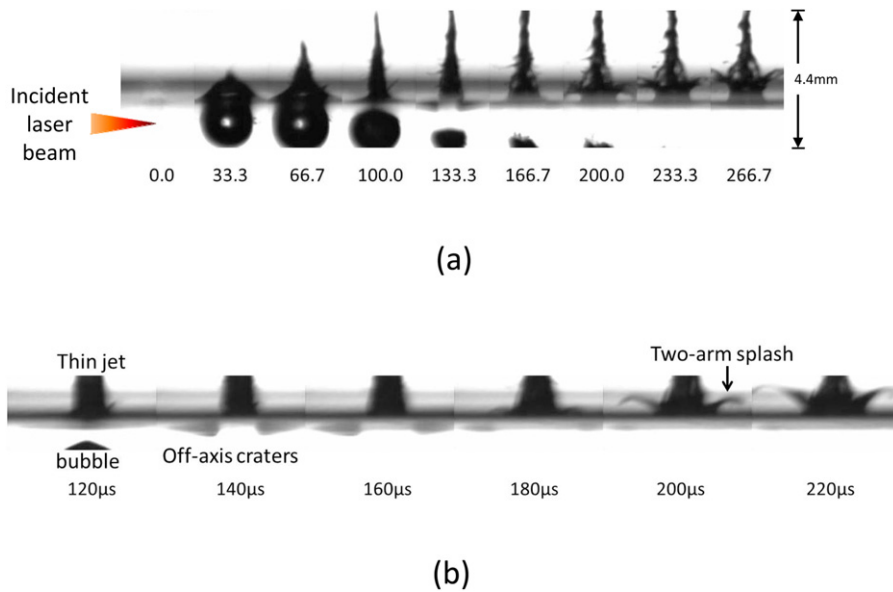 Incident
laser
beam
4.4mm
0.0 33.3 66.7 100.0 133.3 166.7 200.0 233.3 266.7
(a)
Thin jet
Two-arm splash
bubble
Off-axis craters
120μs 140μs 160μs 180μs 200μs 220μs
(b)